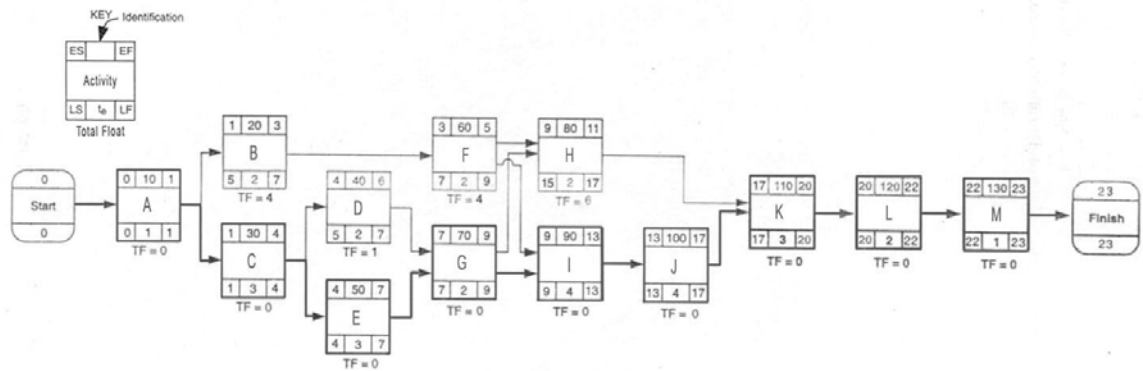 KEY
Identification
ES EF
Activity
LS te LF
Total Float
0
Start
0
0 10 1
A
0 1 1
TF = 0
1 20 3
B
5 2 7
TF = 4
1 30 4
C
1 3 4
TF = 0
4 40 6
D
5 2 7
TF = 1
4 50 7
E
4 3 7
TF = 0
3 60 5
F
7 2 9
TF = 4
7 70 9
G
7 2 9
TF = 0
9 80 11
H
15 2 17
TF = 6
9 90 13
I
9 4 13
TF = 0
13 100 17
J
13 4 17
TF = 0
17 110 20
K
17 3 20
TF = 0
20 120 22
L
20 2 22
TF = 0
22 130 23
M
22 1 23
TF = 0
23
Finish
23